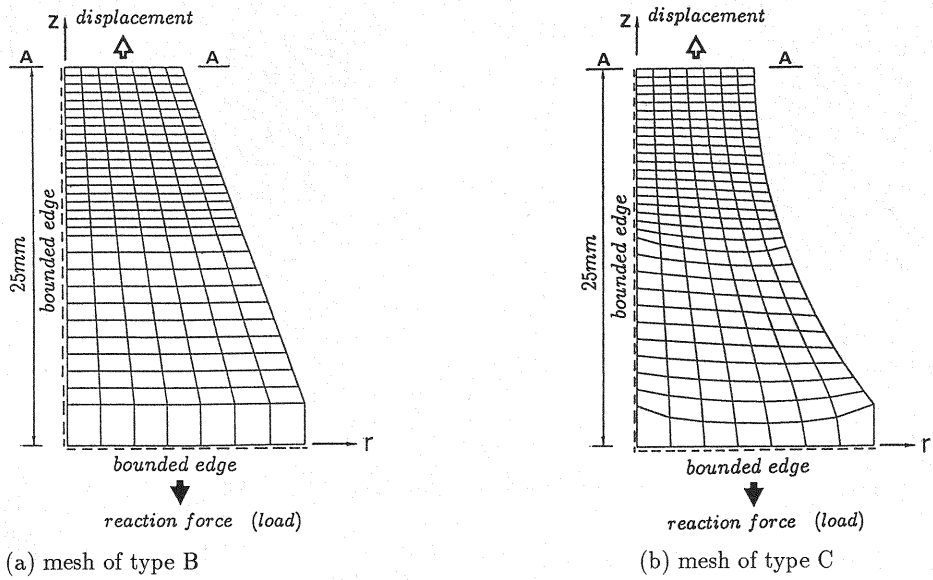 z
displacement
A
A
25mm
bounded edge
r
bounded edge
reaction force (load)
(a) mesh of type B
z
displacement
A
A
25mm
bounded edge
r
bounded edge
reaction force (load)
(b) mesh of type C